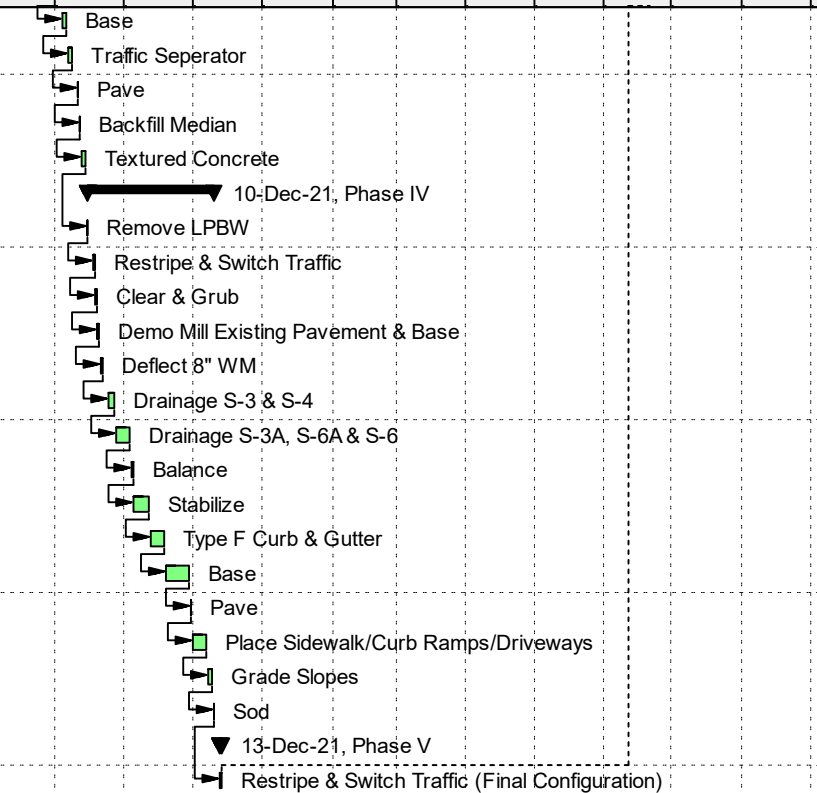 Base
Traffic Seperator
Pave
Backfill Median
Textured Concrete
10-Dec-21, Phase IV
Remove LPBW
Restripe & Switch Traffic
Clear & Grub
Demo Mill Existing Pavement & Base
Deflect 8" WM
Drainage S-3 & S-4
Drainage S-3A, S-6A & S-6
Balance
Stabilize
Type F Curb & Gutter
Base
Pave
Place Sidewalk/Curb Ramps/Driveways
Grade Slopes
Sod
13-Dec-21, Phase V
Restripe & Switch Traffic (Final Configuration)